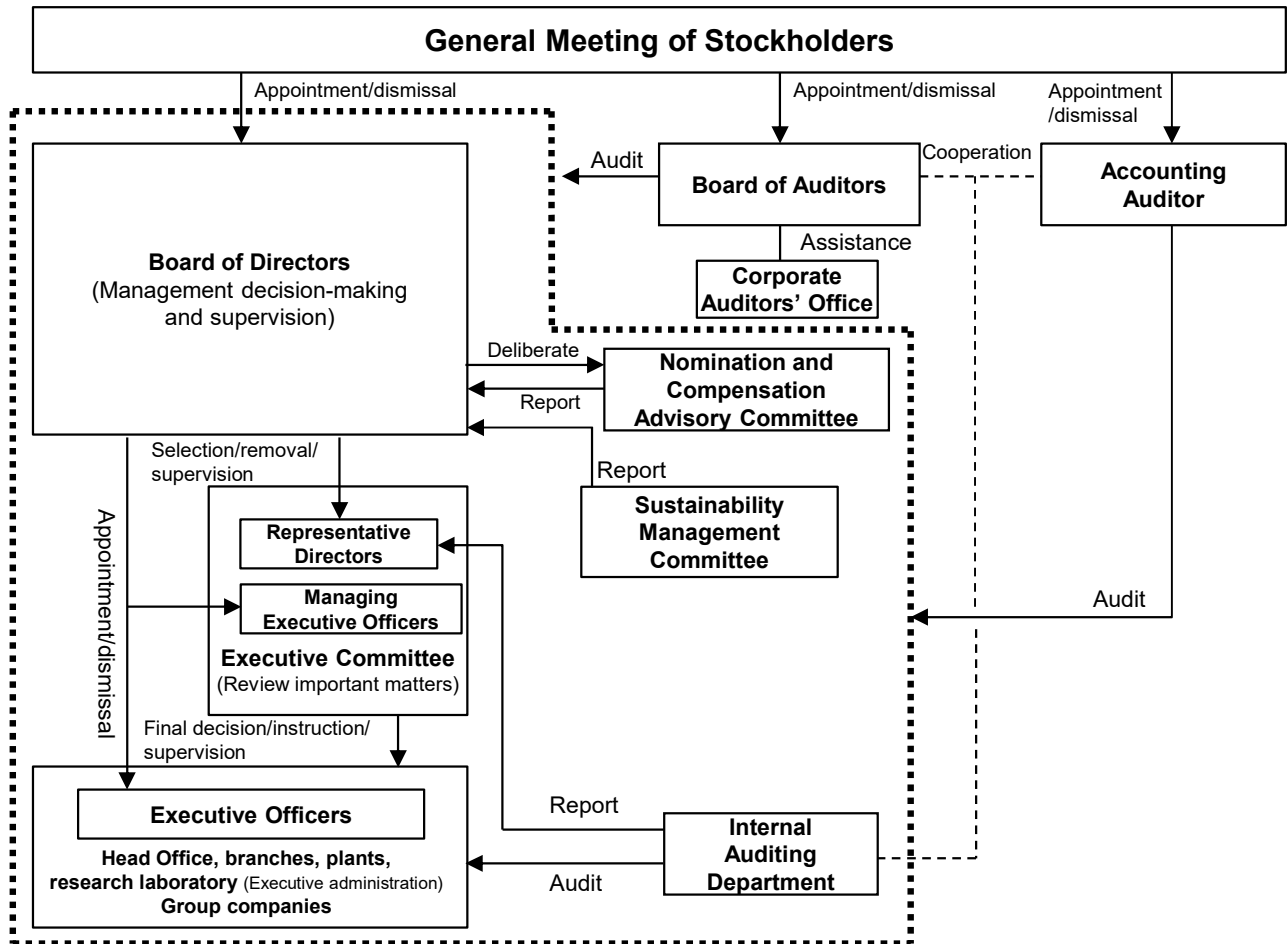 General Meeting of Stockholders
Appointment/dismissal
Appointment/dismissal
Appointment
/dismissal
Board of Directors
(Management decision-making
and supervision)
Audit
Board of Auditors
Cooperation
Accounting
Auditor
Assistance
Corporate
Auditors’ Office
Deliberate
Report
Nomination and
Compensation
Advisory Committee
Report
Sustainability
Management
Committee
Selection/removal/
supervision
Appointment/dismissal
Representative
Directors
Managing
Executive Officers
Executive Committee
(Review important matters)
Audit
Final decision/instruction/
supervision
Executive Officers
Head Office, branches, plants,
research laboratory (Executive administration)
Group companies
Report
Audit
Internal
Auditing
Department